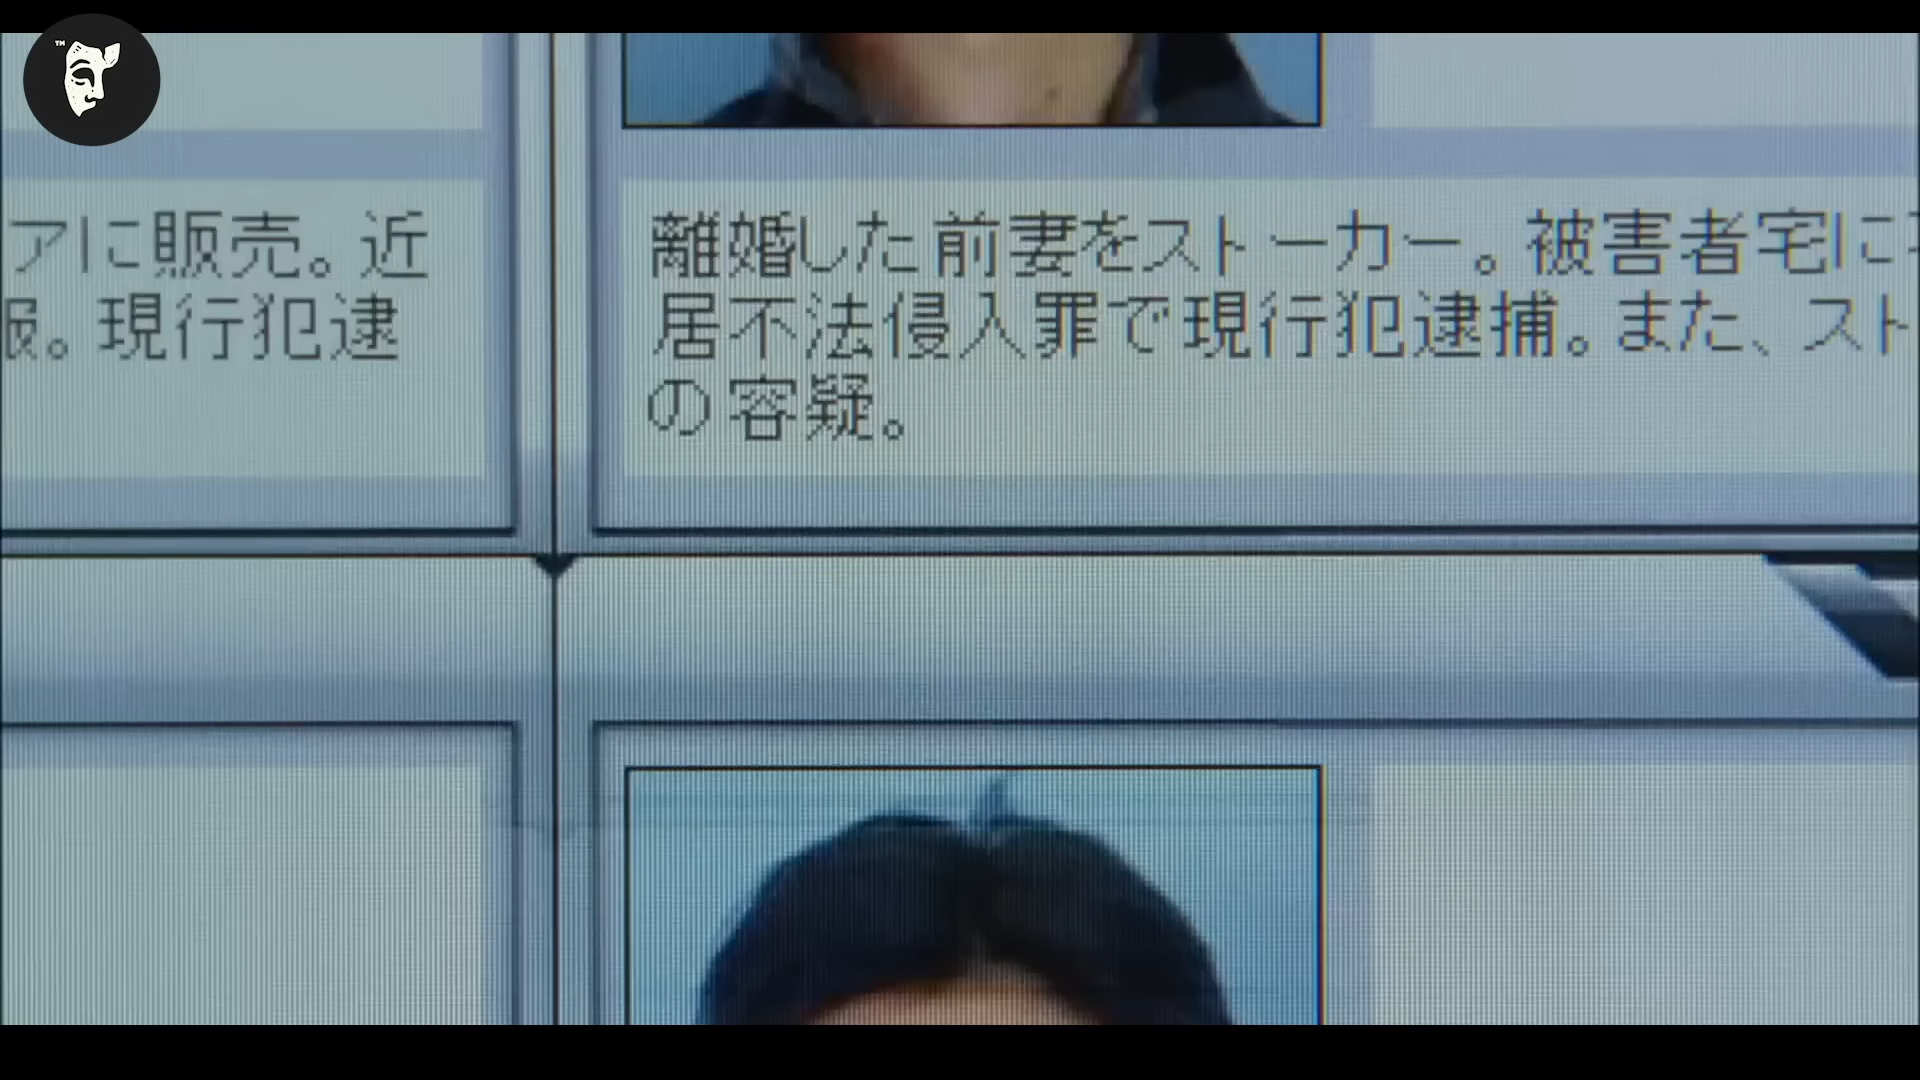 TM
アに販売。近
報。現行犯逮
離婚した前妻をストーカー。被害者宅に
居不法侵入罪で現行犯逮捕。また、スト
の容疑。